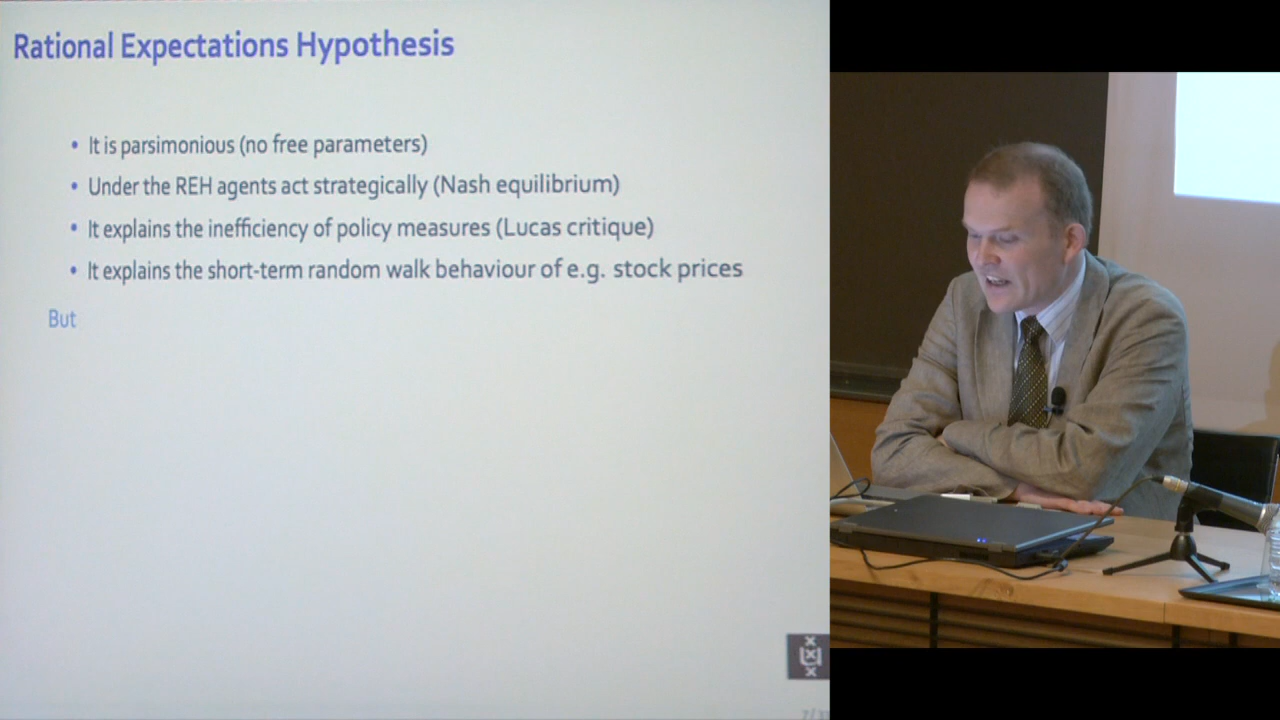 Rational Expectations Hypothesis
• It is parsimonious (no free parameters)
• Under the REH agents act strategically (Nash equilibrium)
• It explains the inefficiency of policy measures (Lucas critique)
• It explains the short-term random walk behaviour of e.g. stock prices
But